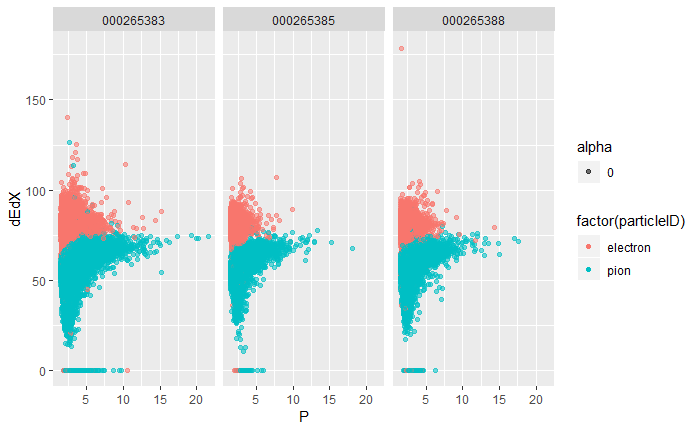 000265383 000265385 000265388
150
100
50
0
dEdX
5 10 15 20 5 10 15 20 5 10 15 20
P
alpha
0
factor(particleID)
electron
pion